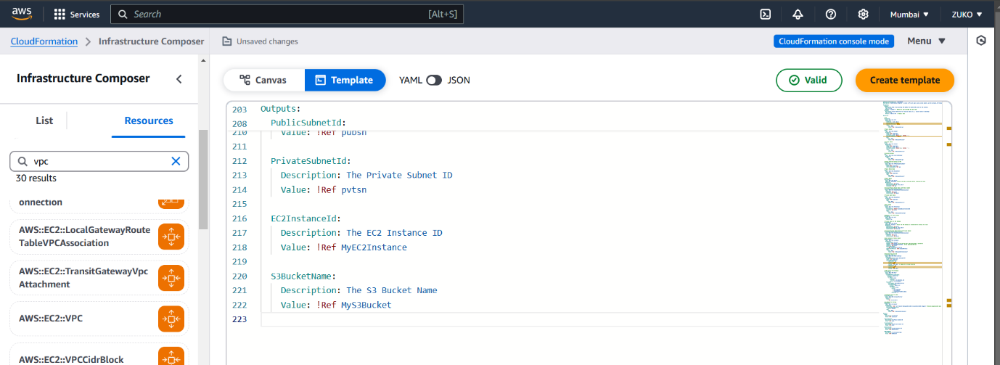 aws
Services
Search
[Alt+S]
Mumbai
ZUKO
CloudFormation
Infrastructure Composer
Unsaved changes
CloudFormation console mode
Menu
Infrastructure Composer
Canvas
Template
YAML
JSON
Valid
Create template
List
Resources
vpc
30 results
onnection
AWS::EC2::LocalGatewayRoute
TableVPCAssociation
AWS::EC2::TransitGatewayVpc
Attachment
AWS::EC2::VPC
AWS::EC2::VPCCidrBlock
203 Outputs:
208 PublicSubnetId:
210 Value: !Ref pubsn
211
212 PrivateSubnetId:
213 Description: The Private Subnet ID
214 Value: !Ref pvtsn
215
216 EC2InstanceId:
217 Description: The EC2 Instance ID
218 Value: !Ref MyEC2Instance
219
220 S3BucketName:
221 Description: The S3 Bucket Name
222 Value: !Ref MyS3Bucket
223